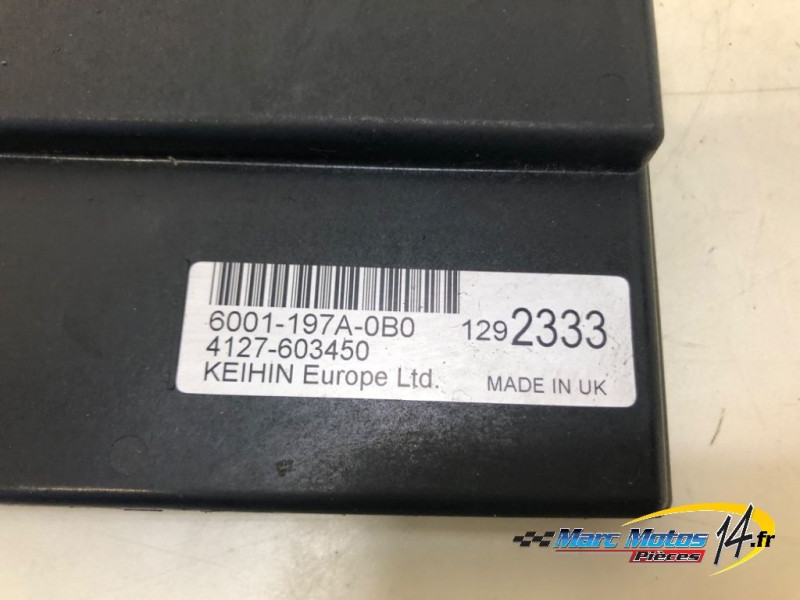 6001-197A-0B0
1292333
4127-603450
KEIHIN Europe Ltd.
MADE IN UK
Marc Motos 14.fr
Pièces